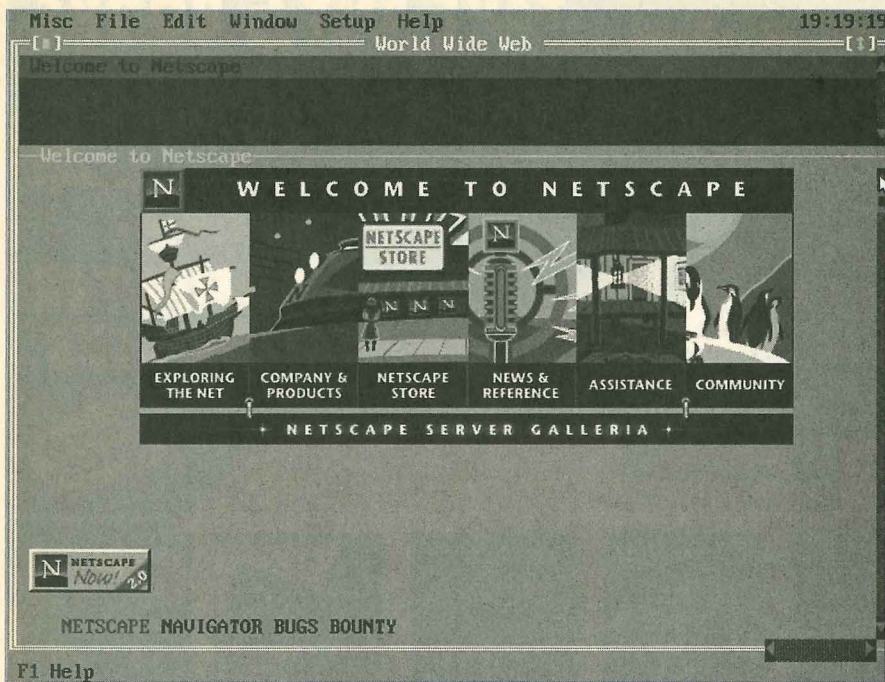 Misc File Edit Window Setup Help 19:19:19
World Wide Web
Welcome to Netscape
Welcome to Netscape
N WELCOME TO NETSCAPE
NETSCAPE
STORE
N
N N N
EXPLORING
THE NET
COMPANY &
PRODUCTS
NETSCAPE
STORE
NEWS &
REFERENCE
ASSISTANCE
COMMUNITY
NETSCAPE SERVER GALLERIA
N NETSCAPE
Now! 2.0
NETSCAPE NAVIGATOR BUGS BOUNTY
F1 Help